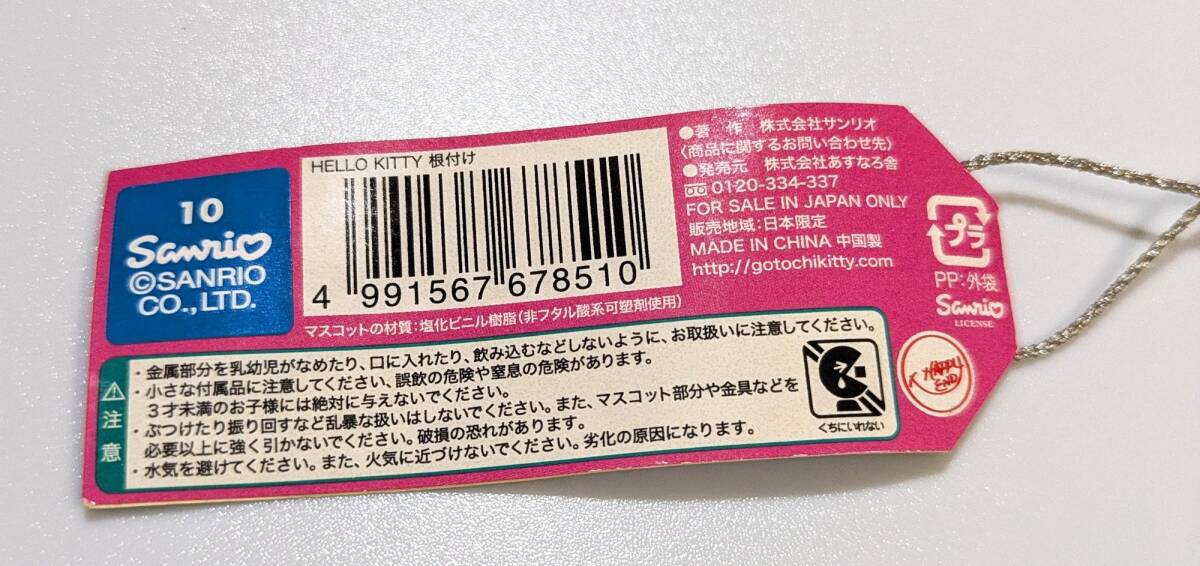 10
Sanrio
©SANRIO
CO., LTD.
HELLO KITTY 根付け
4 991567 678510
マスコットの材質:塩化ビニル樹脂(非フタル酸系可塑剤使用)
●著 作 株式会社サンリオ
〈商品に関するお問い合わせ先〉
●発売元 株式会社あすなろ舎
0120-334-337
FOR SALE IN JAPAN ONLY
販売地域:日本限定
MADE IN CHINA 中国製
http://gotochikitty.com
プラ
PP:外袋
Sanrio
LICENSE
HAPPY
END
注意
・金属部分を乳幼児がなめたり、口に入れたり、飲み込むなどしないように、お取扱いに注意してください。
・小さな付属品に注意してください、誤飲の危険や窒息の危険があります。
3才未満のお子様には絶対に与えないでください。
・ぶつけたり振り回すなど乱暴な扱いはしないでください。また、マスコット部分や金具などを
必要以上に強く引かないでください。破損の恐れがあります。
・水気を避けてください。また、火気に近づけないでください。劣化の原因になります。
くちにいれない